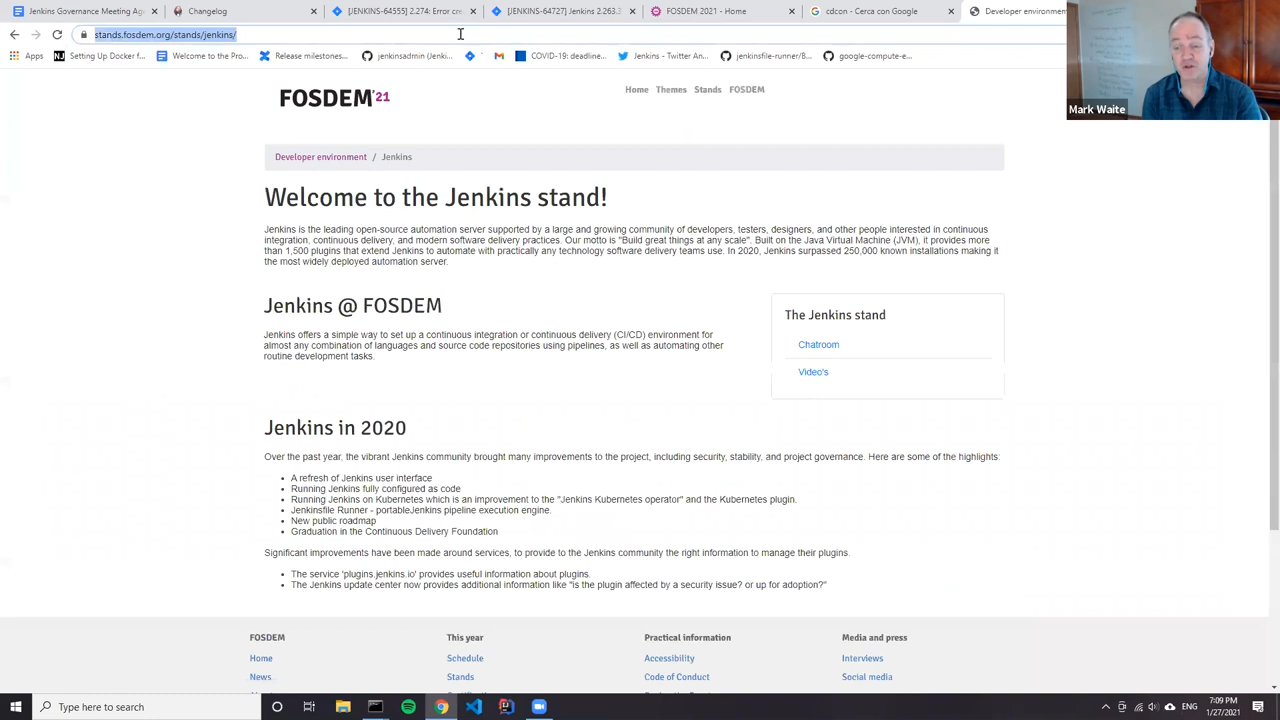 Jenkins Governance Meeting Age
Changelog
[JENKINS-64555] 2.274: Error cre
[JENKINS-64727] Jenkins 2.263.
FOSDEM 2021 - Home
cdcon - Cerca con Google
Developer environment
stands.fosdem.org/stands/jenkins/
Apps
Setting Up Docker f...
Welcome to the Pro...
Release milestones...
jenkinsadmin (Jenki...
COVID-19: deadline...
Jenkins - Twitter An...
jenkinsfile-runner/8...
google-compute-e...
Mark Waite
FOSDEM'21
Home Themes Stands FOSDEM
Developer environment / Jenkins
Welcome to the Jenkins stand!
Jenkins is the leading open-source automation server supported by a large and growing community of developers, testers, designers, and other people interested in continuous
integration, continuous delivery, and modern software delivery practices. Our motto is "Build great things at any scale". Built on the Java Virtual Machine (JVM), it provides more
than 1,500 plugins that extend Jenkins to automate with practically any technology software delivery teams use. In 2020, Jenkins surpassed 250,000 known installations making it
the most widely deployed automation server.
Jenkins @ FOSDEM
Jenkins offers a simple way to set up a continuous integration or continuous delivery (CI/CD) environment for
almost any combination of languages and source code repositories using pipelines, as well as automating other
routine development tasks.
The Jenkins stand
Chatroom
Video's
Jenkins in 2020
Over the past year, the vibrant Jenkins community brought many improvements to the project, including security, stability, and project governance. Here are some of the highlights:
A refresh of Jenkins user interface
Running Jenkins fully configured as code
Running Jenkins on Kubernetes which is an improvement to the "Jenkins Kubernetes operator" and the Kubernetes plugin.
Jenkinsfile Runner - portableJenkins pipeline execution engine.
New public roadmap
Graduation in the Continuous Delivery Foundation
Significant improvements have been made around services, to provide to the Jenkins community the right information to manage their plugins.
The service 'plugins.jenkins.io' provides useful information about plugins.
The Jenkins update center now provides additional information like "is the plugin affected by a security issue? or up for adoption?"
FOSDEM
This year
Practical information
Media and press
Home
Schedule
Accessibility
Interviews
News
Stands
Code of Conduct
Social media
Type here to search
7:09 PM
1/27/2021